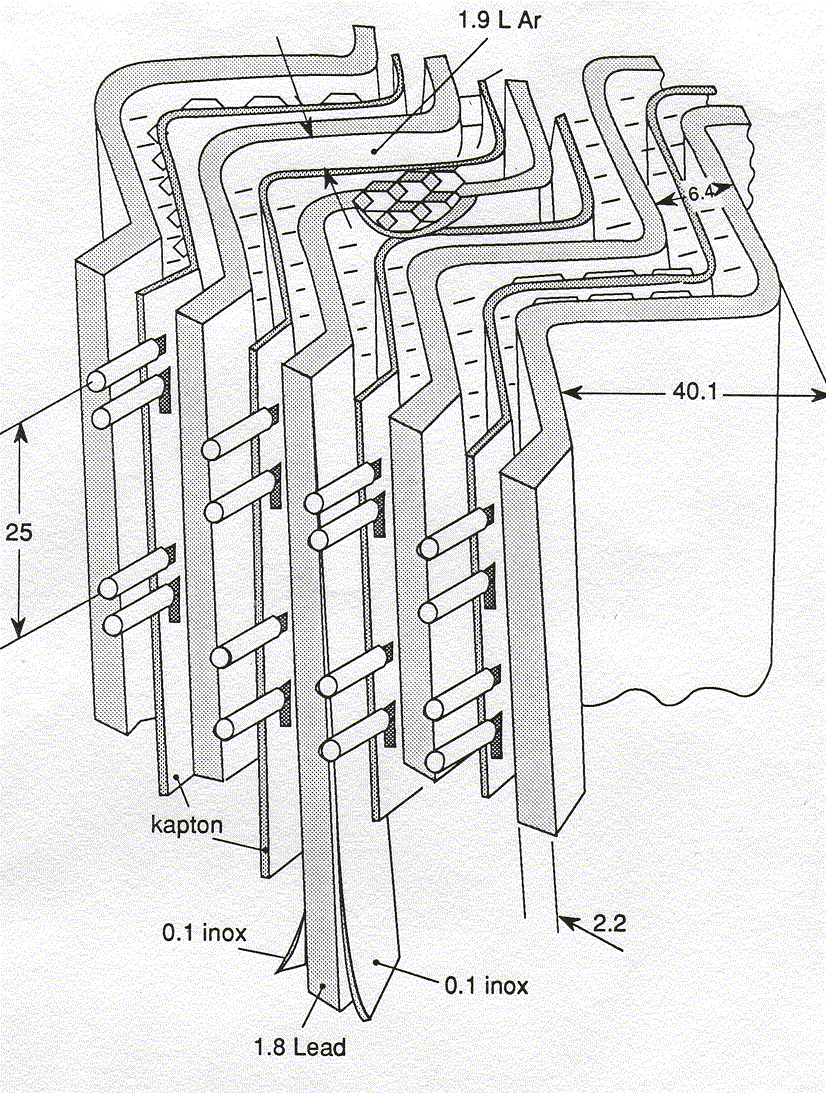 1.9 L Ar
6.4
40.1
25
kapton
0.1 inox
2.2
0.1 inox
1.8 Lead